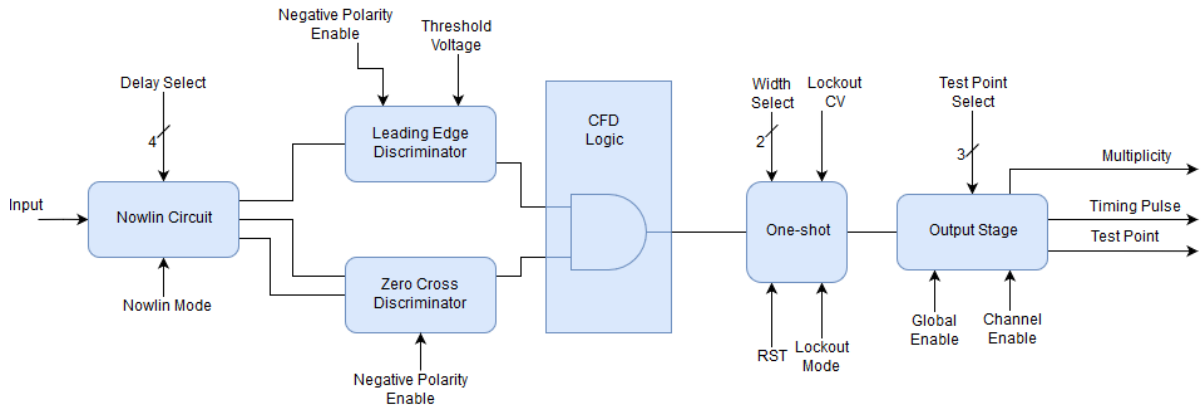 Negative Polarity
Enable
Threshold
Voltage
Delay Select
4
Input
Nowlin Circuit
Nowlin Mode
Leading Edge
Discriminator
Zero Cross
Discriminator
Negative Polarity
Enable
CFD
Logic
Width
Select
2
Lockout
CV
One-shot
RST
Lockout
Mode
Test Point
Select
3
Output Stage
Global
Enable
Channel
Enable
Multiplicity
Timing Pulse
Test Point